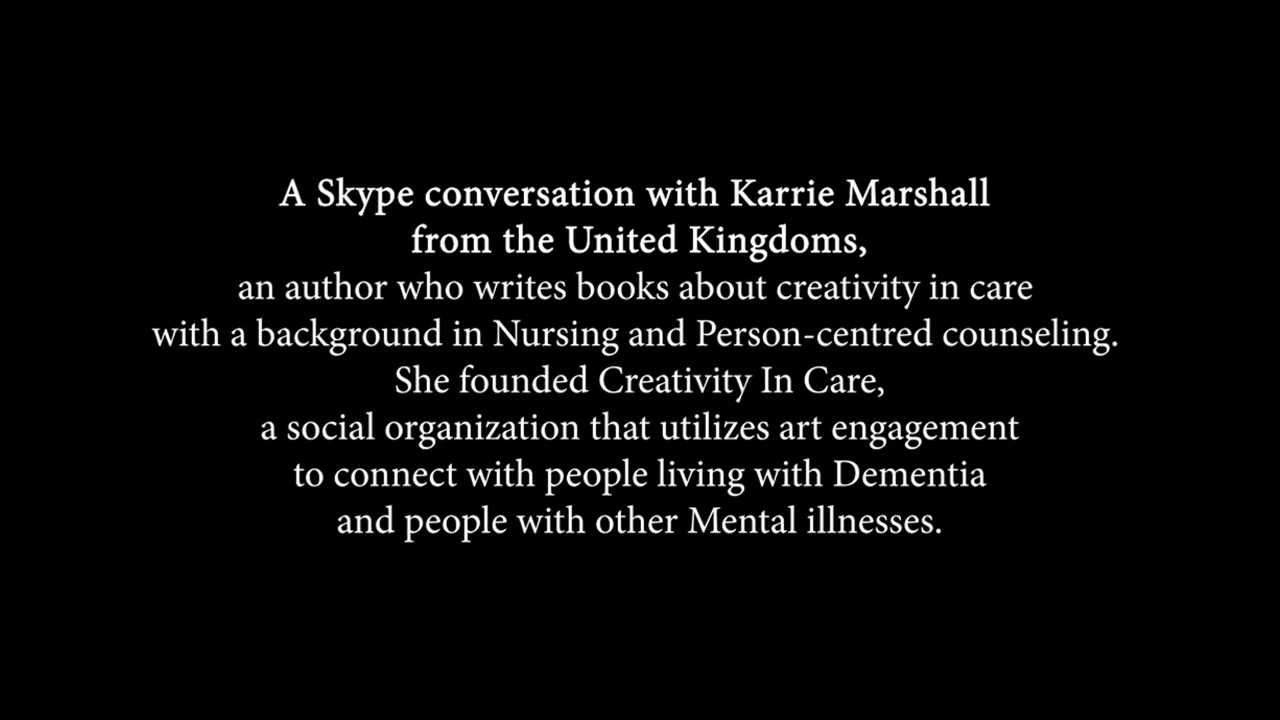 A Skype conversation with Karrie Marshall
from the United Kingdoms,
an author who writes books about creativity in care
with a background in Nursing and Person-centred counseling.
She founded Creativity In Care,
a social organization that utilizes art engagement
to connect with people living with Dementia
and people with other Mental illnesses.